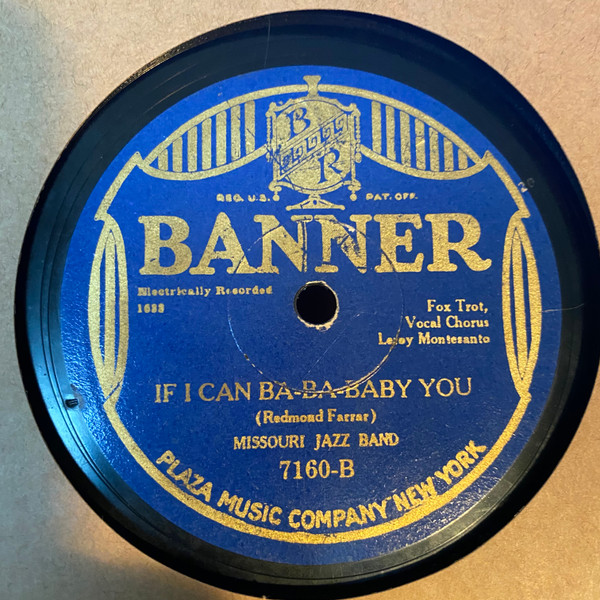 B
R
REG. U.S. PAT. OFF.
BANNER
Electrically Recorded
Fox Trot,
Vocal Chorus
Leroy Montesanto
IF I CAN BA-BA-BABY YOU
(Redmond Farrar)
MISSOURI JAZZ BAND
7160-B
PLAZA MUSIC COMPANY NEW YORK